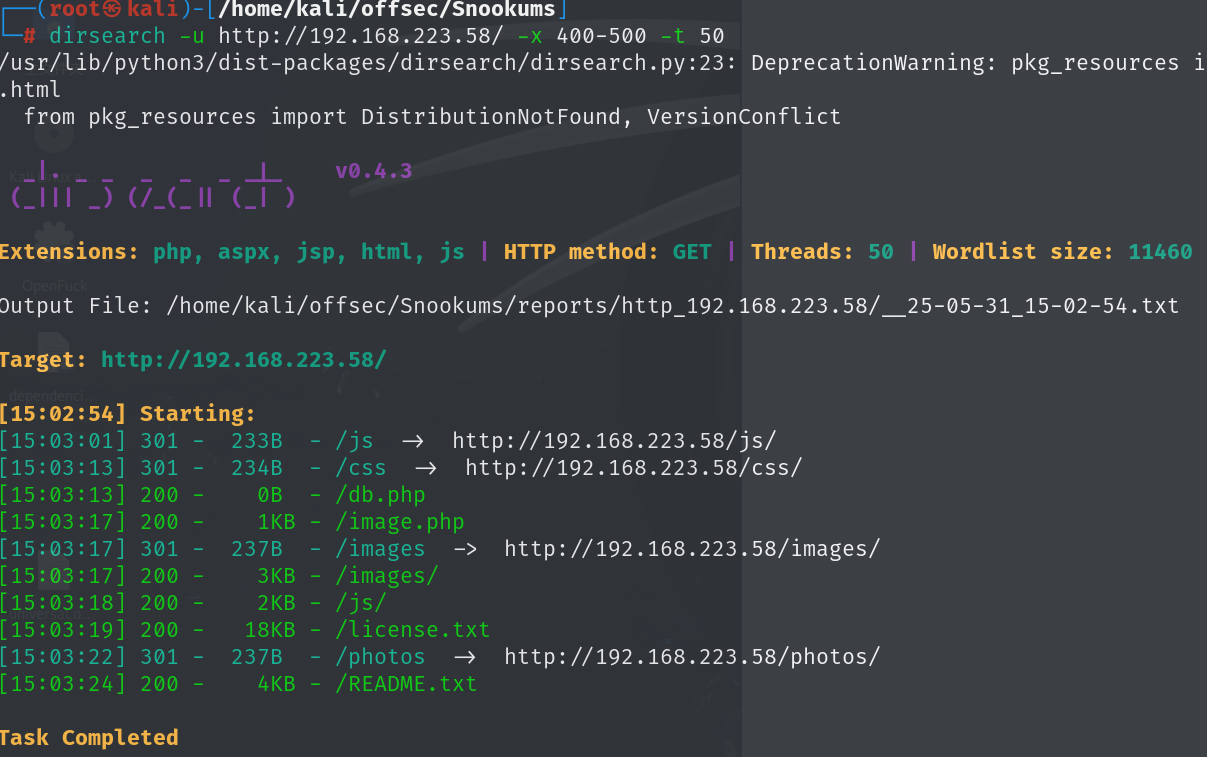 ┌──(root㉿kali)-[/home/kali/offsec/Snookums]
└─# dirsearch -u http://192.168.223.58/ -x 400-500 -t 50
/usr/lib/python3/dist-packages/dirsearch/dirsearch.py:23: DeprecationWarning: pkg_resources i
.html
from pkg_resources import DistributionNotFound, VersionConflict
v0.4.3
Extensions: php, aspx, jsp, html, js | HTTP method: GET | Threads: 50 | Wordlist size: 11460
Output File: /home/kali/offsec/Snookums/reports/http_192.168.223.58/__25-05-31_15-02-54.txt
OpenFuck
Target: http://192.168.223.58/
dependenci...
[15:02:54] Starting:
[15:03:01] 301 - 233B - /js -> http://192.168.223.58/js/
[15:03:13] 301 - 234B - /css -> http://192.168.223.58/css/
[15:03:13] 200 - 0B - /db.php
[15:03:17] 200 - 1KB - /image.php
[15:03:17] 301 - 237B - /images -> http://192.168.223.58/images/
[15:03:17] 200 - 3KB - /images/
[15:03:18] 200 - 2KB - /js/
[15:03:19] 200 - 18KB - /license.txt
[15:03:22] 301 - 237B - /photos -> http://192.168.223.58/photos/
[15:03:24] 200 - 4KB - /README.txt
Task Completed